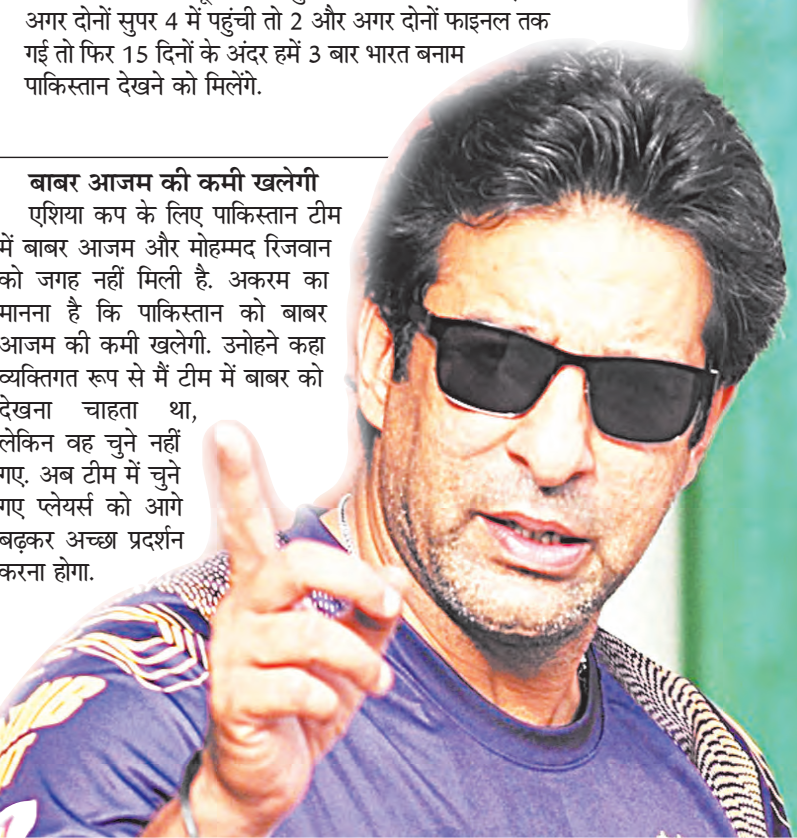 अगर दोनों सुपर 4 में पहुंची तो 2 और अगर दोनों फाइनल तक
गई तो फिर 15 दिनों के अंदर हमें 3 बार भारत बनाम
पाकिस्तान देखने को मिलेंगे.
बाबर आजम की कमी खलेगी
एशिया कप के लिए पाकिस्तान टीम
में बाबर आजम और मोहम्मद रिजवान
को जगह नहीं मिली है. अकरम का
मानना है कि पाकिस्तान को बाबर
आजम की कमी खलेगी. उनोहने कहा
व्यक्तिगत रूप से मैं टीम में बाबर को
देखना चाहता था,
लेकिन वह चुने नहीं
गए. अब टीम में चुने
गए प्लेयर्स को आगे
बढ़कर अच्छा प्रदर्शन
करना होगा.